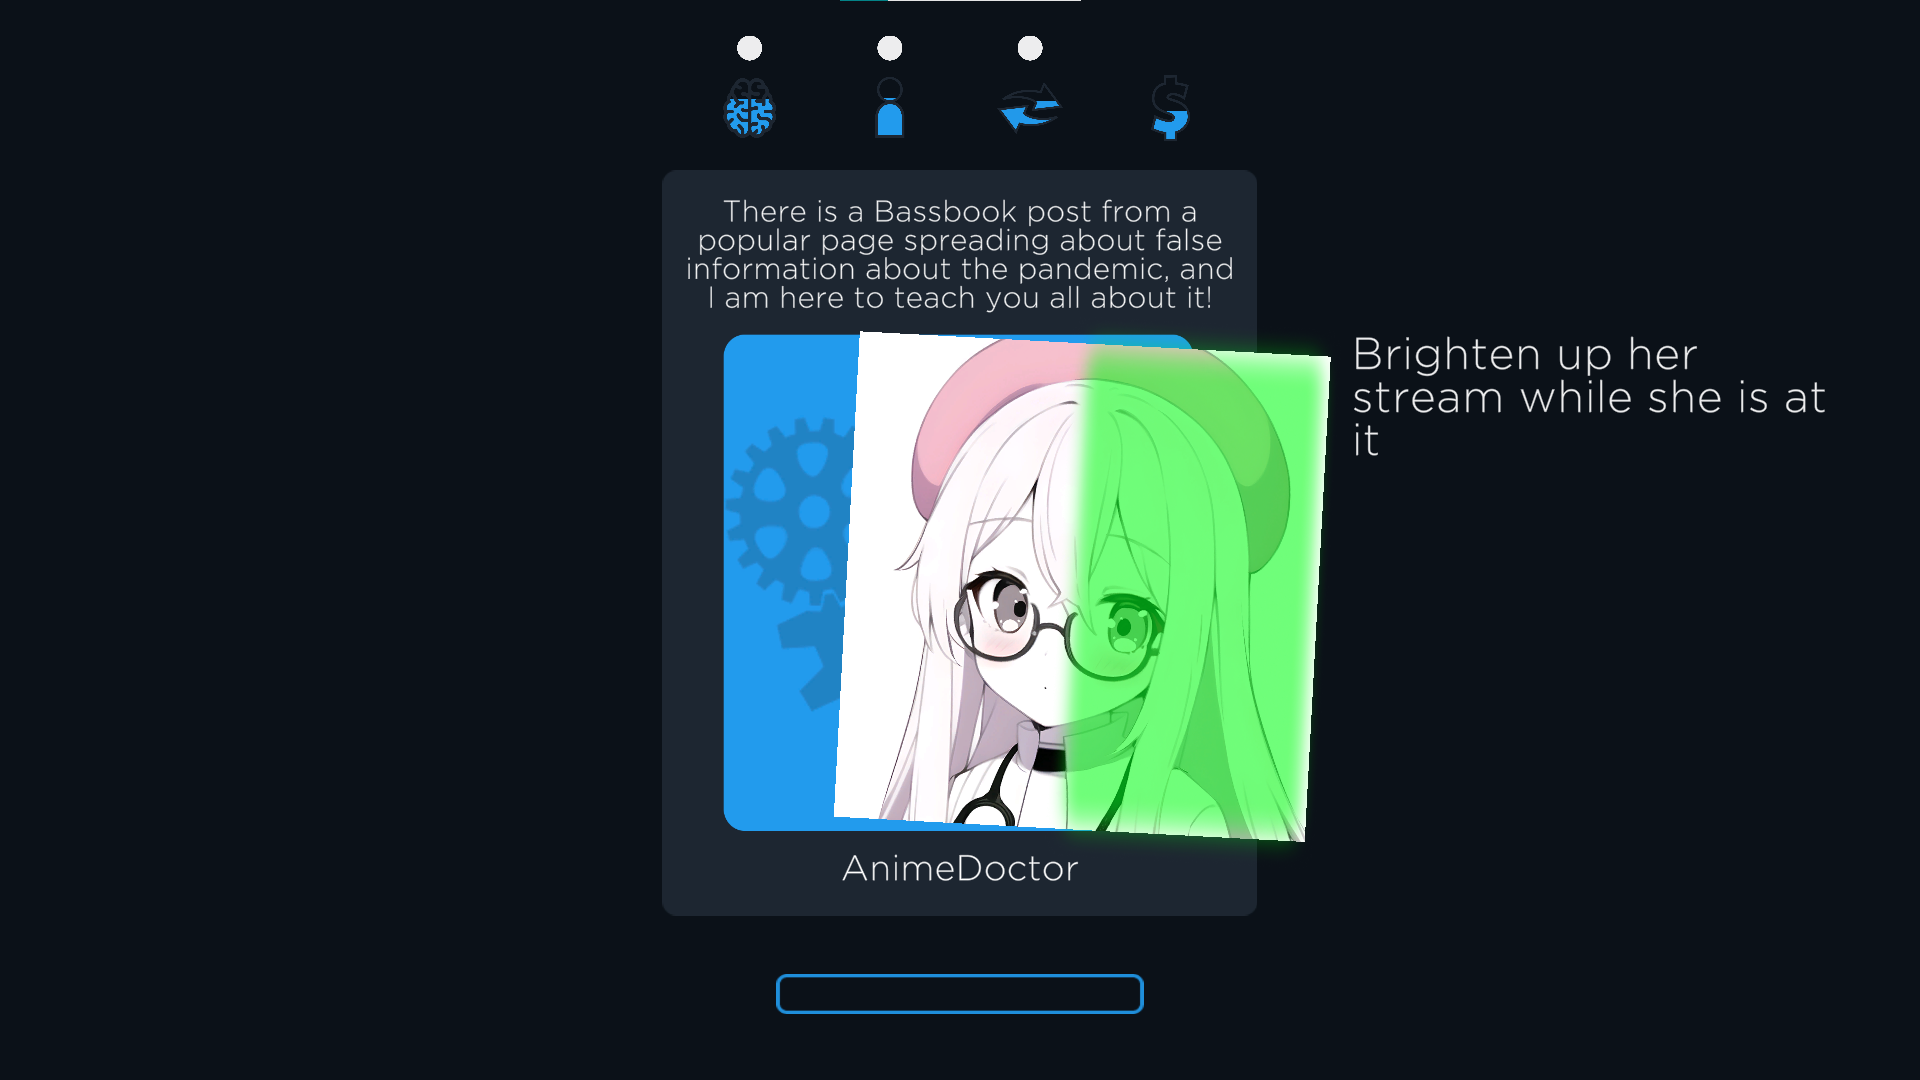 There is a Bassbook post from a
popular page spreading about false
information about the pandemic, and
I am here to teach you all about it!
Brighten up her
stream while she is at
it
AnimeDoctor